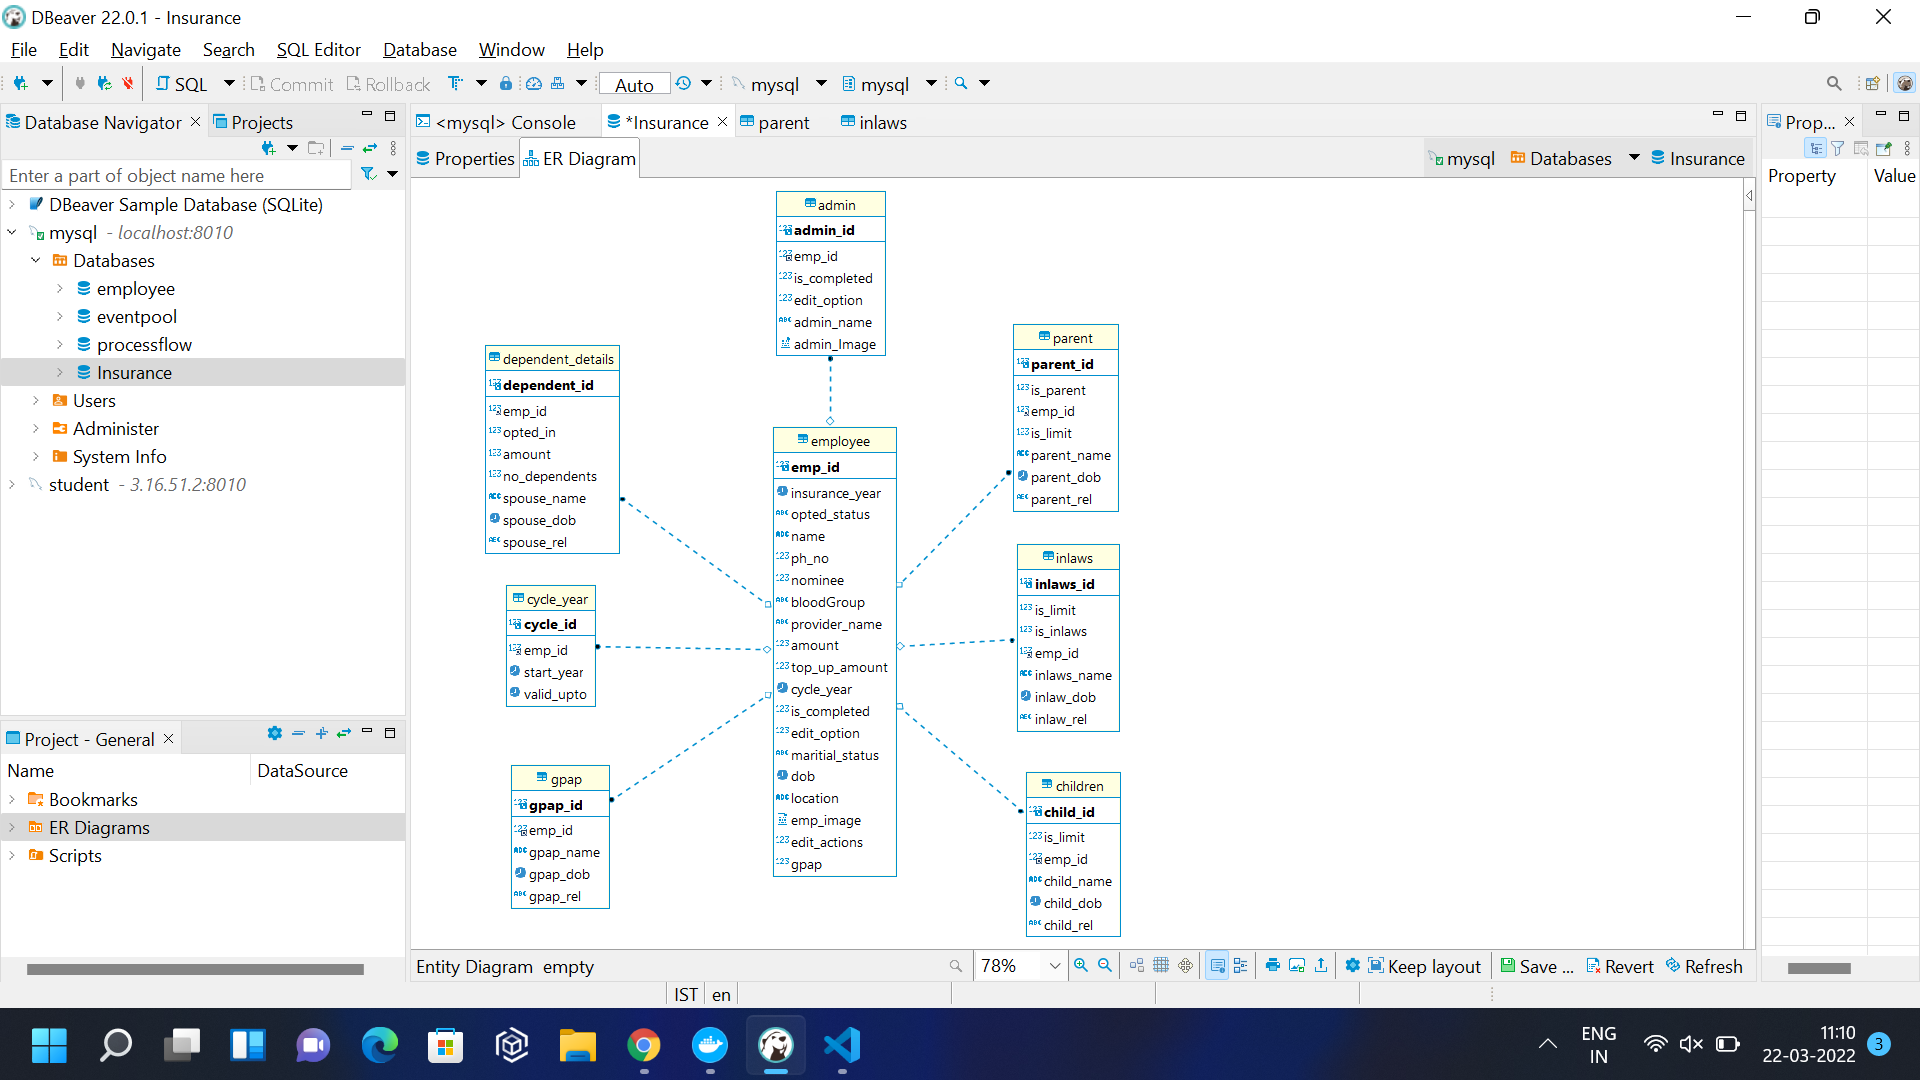 DBeaver 22.0.1 - Insurance
File Edit Navigate Search SQL Editor Database Window Help
SQL Commit Rollback Auto mysql mysql
Database Navigator Projects
Enter a part of object name here
DBeaver Sample Database (SQLite)
mysql - localhost:8010
Databases
employee
eventpool
processflow
Insurance
Users
Administer
System Info
student - 3.16.51.2:8010
Project - General
Name DataSource
Bookmarks
ER Diagrams
Scripts
<mysql> Console *Insurance parent inlaws
Properties ER Diagram mysql Databases Insurance
admin
admin_id
emp_id
is_completed
edit_option
admin_name
admin_Image
dependent_details
dependent_id
emp_id
opted_in
amount
no_dependents
spouse_name
spouse_dob
spouse_rel
cycle_year
cycle_id
emp_id
start_year
valid_upto
gpap
gpap_id
emp_id
gpap_name
gpap_dob
gpap_rel
employee
emp_id
insurance_year
opted_status
name
ph_no
nominee
bloodGroup
provider_name
amount
top_up_amount
cycle_year
is_completed
edit_option
maritial_status
dob
location
emp_image
edit_actions
gpap
parent
parent_id
is_parent
emp_id
is_limit
parent_name
parent_dob
parent_rel
inlaws
inlaws_id
is_limit
is_inlaws
emp_id
inlaws_name
inlaw_dob
inlaw_rel
children
child_id
is_limit
emp_id
child_name
child_dob
child_rel
Entity Diagram empty 78% Keep layout Save ... Revert Refresh
Prop...
Property Value
IST en
ENG
IN
11:10
22-03-2022
3